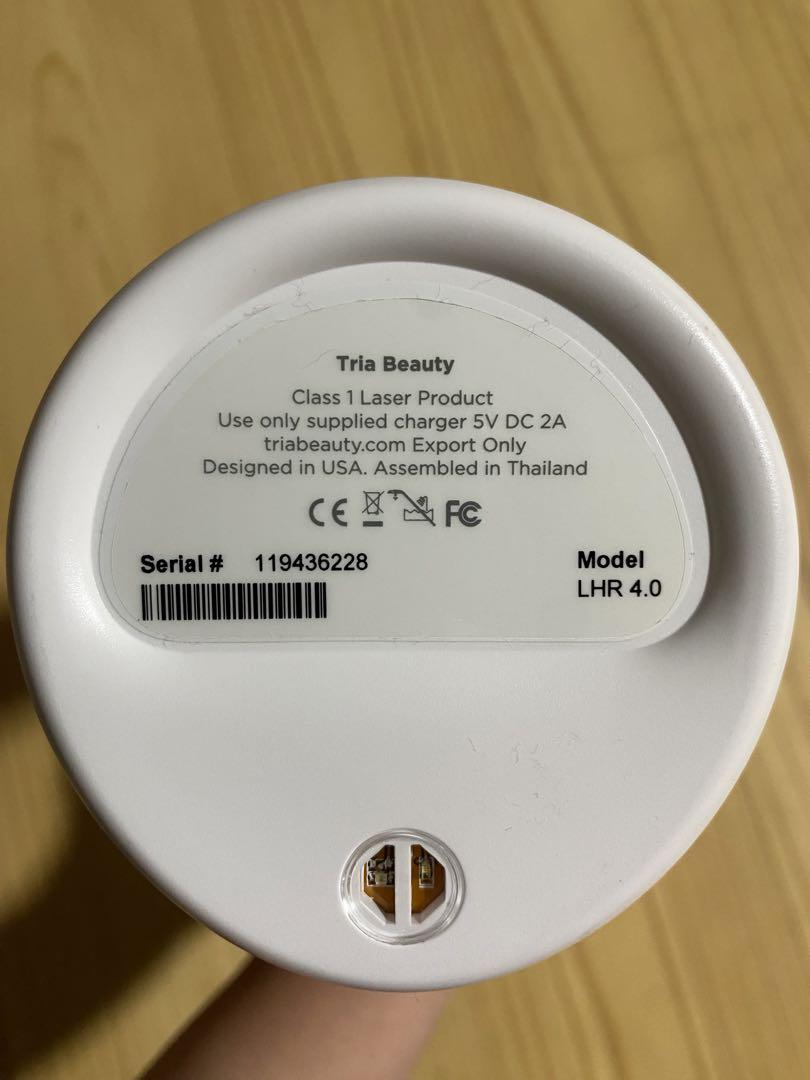 Tria Beauty
Class 1 Laser Product
Use only supplied charger 5V DC 2A
triabeauty.com Export Only
Designed in USA. Assembled in Thailand
CE FC
Serial # 119436228
Model
LHR 4.0